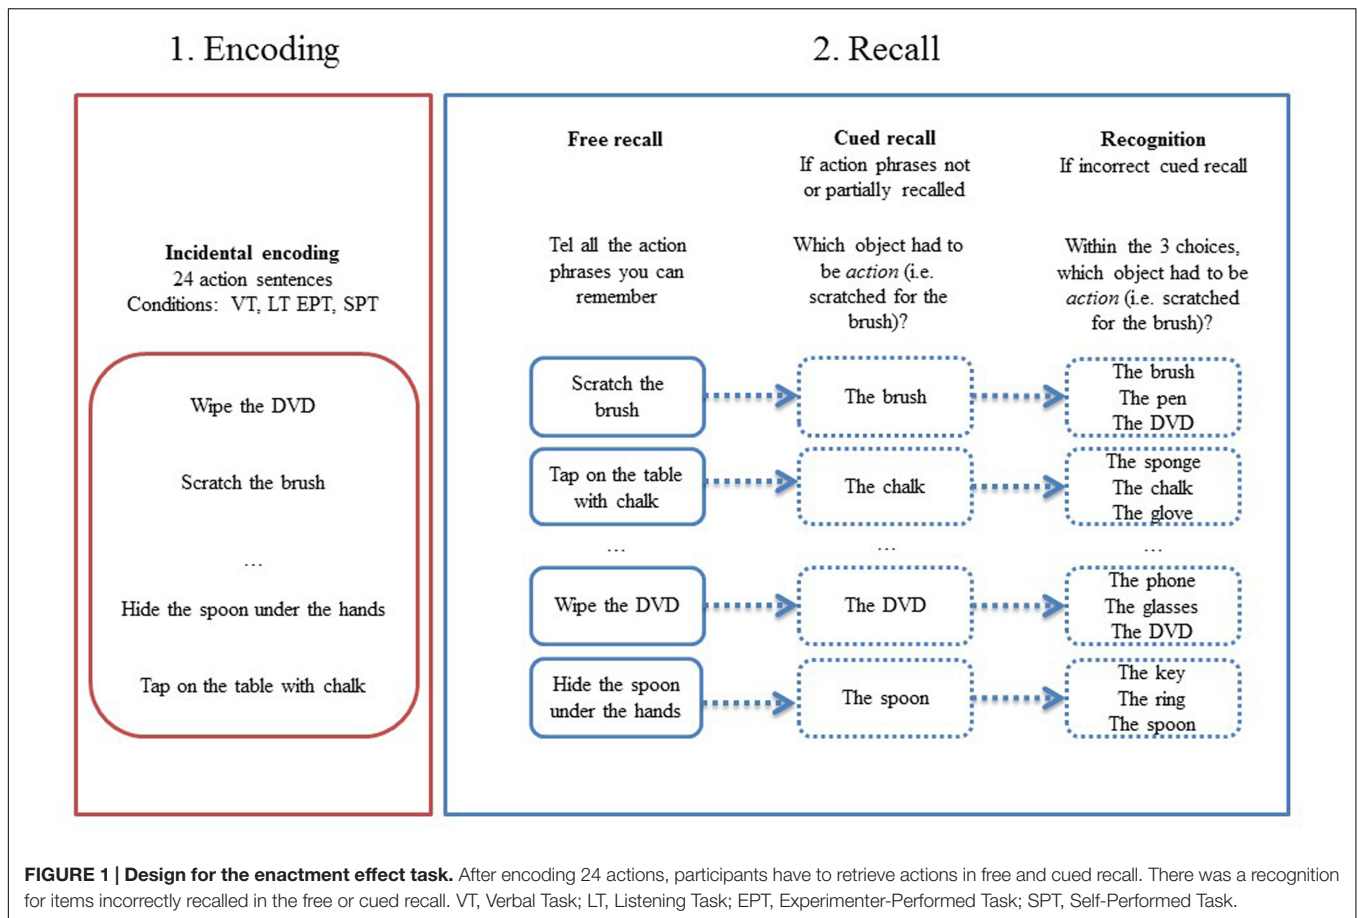 1. Encoding
2. Recall
Incidental encoding
24 action sentences
Conditions: VT, LT EPT, SPT
Wipe the DVD
Scratch the brush
...
Hide the spoon under the hands
Tap on the table with chalk
Free recall
Tel all the action
phrases you can
remember
Cued recall
If action phrases not
or partially recalled
Which object had to
be action (i.e.
scratched for the
brush)?
Recognition
If incorrect cued recall
Within the 3 choices,
which object had to be
action (i.e. scratched
for the brush)?
Scratch the
brush
The brush
The brush
The pen
The DVD
Tap on the table
with chalk
The chalk
The sponge
The chalk
The glove
...
...
...
Wipe the DVD
The DVD
The phone
The glasses
The DVD
Hide the spoon
under the hands
The spoon
The key
The ring
The spoon
FIGURE 1 | Design for the enactment effect task. After encoding 24 actions, participants have to retrieve actions in free and cued recall. There was a recognition
for items incorrectly recalled in the free or cued recall. VT, Verbal Task; LT, Listening Task; EPT, Experimenter-Performed Task; SPT, Self-Performed Task.